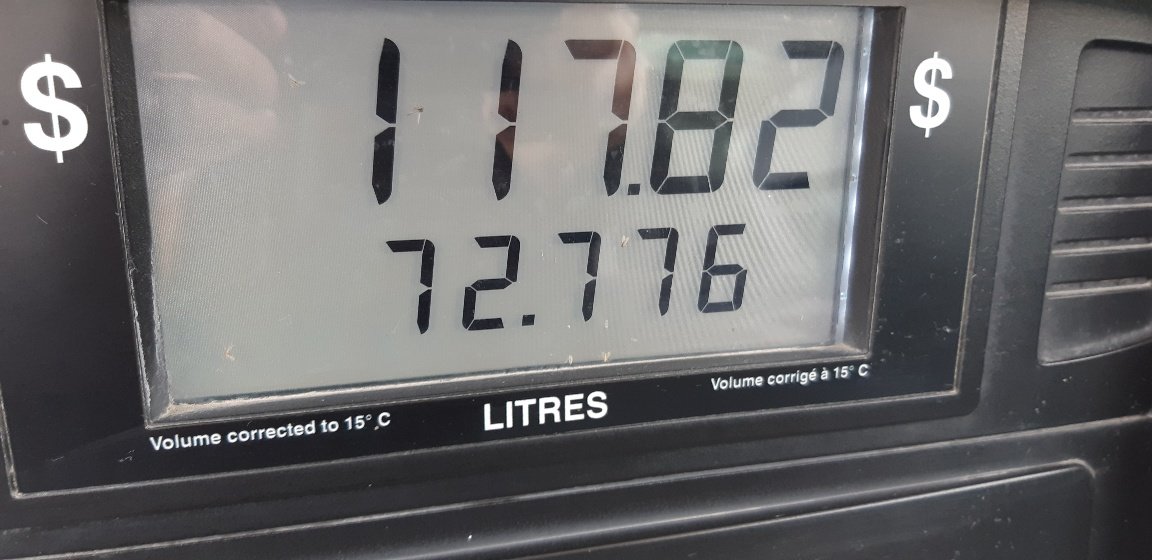 $ 117.82 $
72.776
Volume corrected to 15° C LITRES Volume corrigé à 15° C